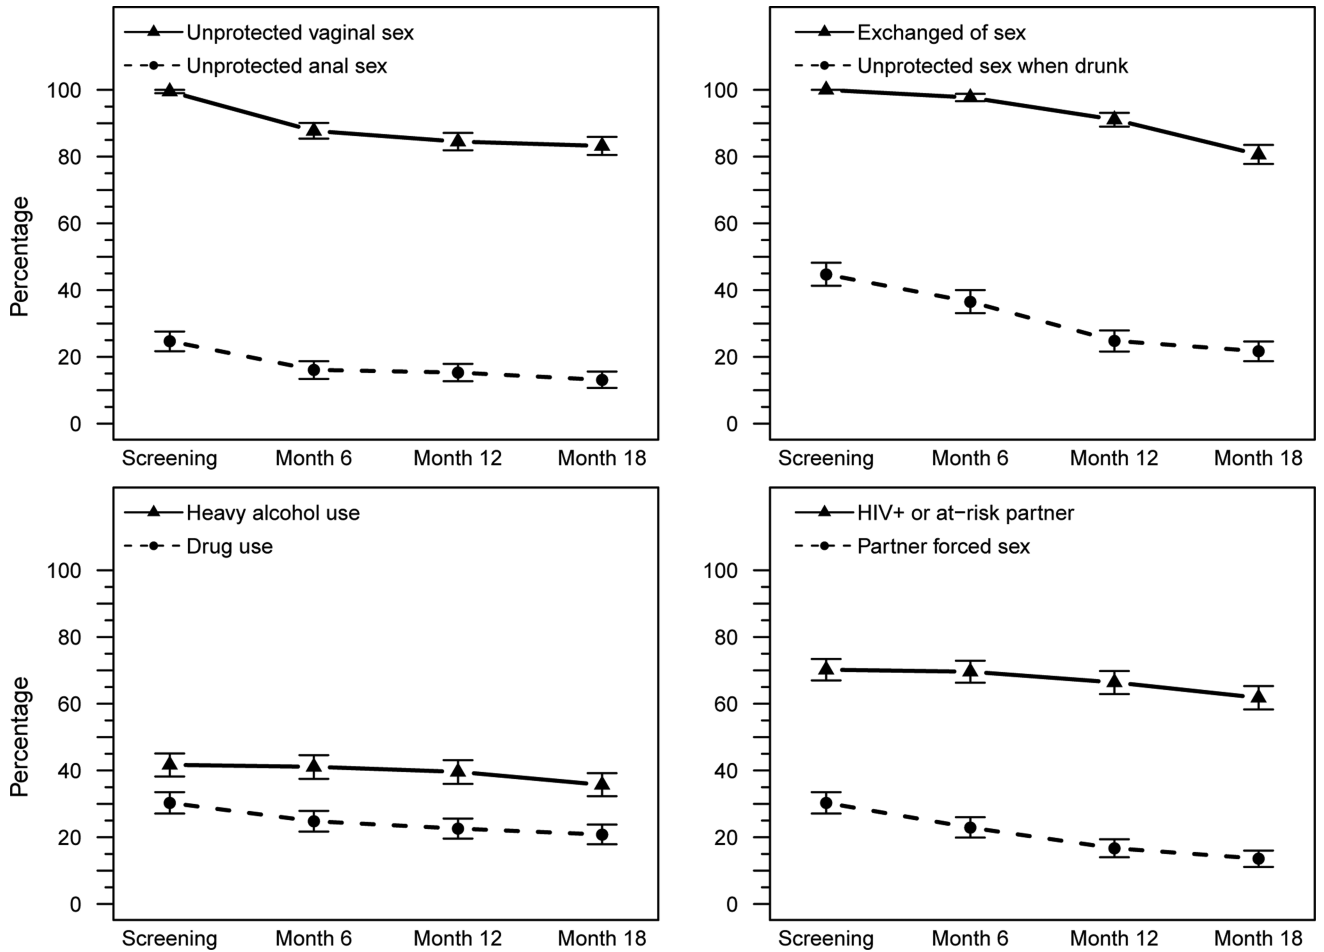 Unprotected vaginal sex
Unprotected anal sex
100
80
60
40
20
0
Percentage
Screening Month 6 Month 12 Month 18
Exchanged of sex
Unprotected sex when drunk
100
80
60
40
20
0
Screening Month 6 Month 12 Month 18
Heavy alcohol use
Drug use
100
80
60
40
20
0
Percentage
Screening Month 6 Month 12 Month 18
HIV+ or at−risk partner
Partner forced sex
100
80
60
40
20
0
Screening Month 6 Month 12 Month 18